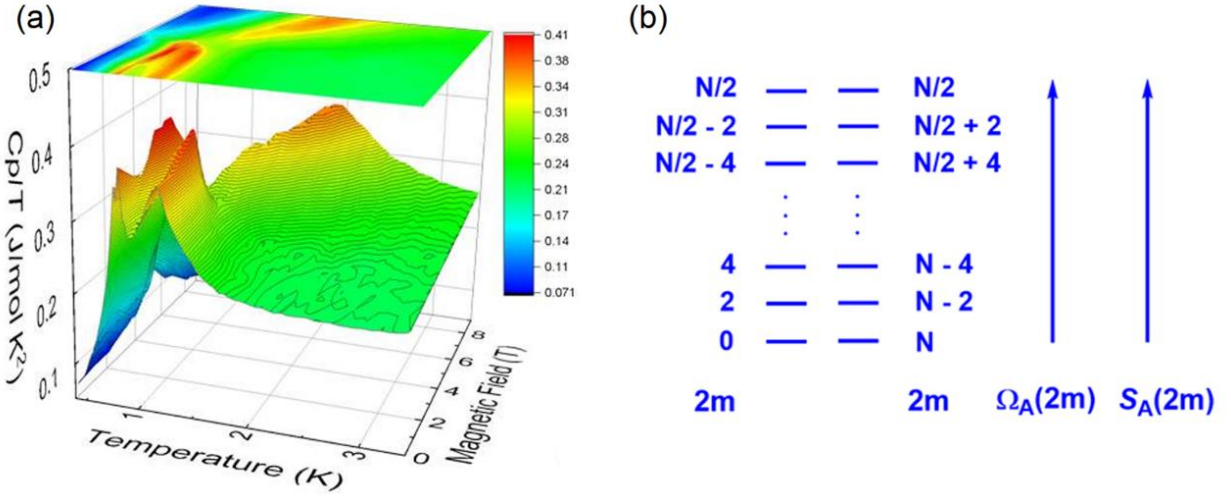 (a)
0.5
0.4
0.3
0.2
0.1
Cp/T (J/mol K²)
1
2
3
Temperature (K)
0
2
4
6
8
Magnetic Field (T)
0.41
0.38
0.34
0.31
0.28
0.24
0.21
0.17
0.14
0.11
0.071
(b)
N/2 N/2
N/2 - 2 N/2 + 2
N/2 - 4 N/2 + 4
4 N - 4
2 N - 2
0 N
2m 2m Ω_A(2m) S_A(2m)